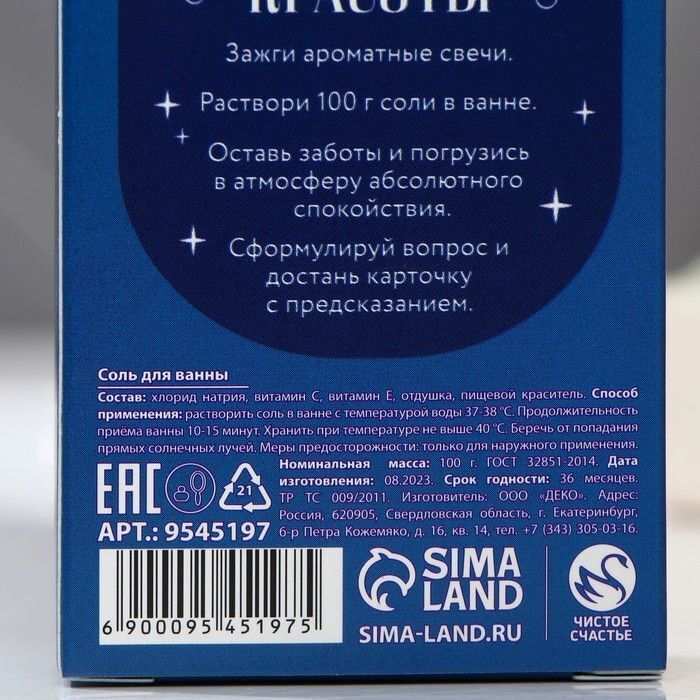 КРАСОТЫ
Зажги ароматные свечи.
Раствори 100 г соли в ванне.
Оставь заботы и погрузись
в атмосферу абсолютного
спокойствия.
Сформулируй вопрос и
достань карточку
с предсказанием.
Соль для ванны
Состав: хлорид натрия, витамин С, витамин Е, отдушка, пищевой краситель. Способ
применения: растворить соль в ванне с температурой воды 37-38 °С. Продолжительность
приёма ванны 10-15 минут. Хранить при температуре не выше 40 °С. Беречь от попадания
прямых солнечных лучей. Меры предосторожности: только для наружного применения.
Номинальная масса: 100 г. ГОСТ 32851-2014. Дата
изготовления: 08.2023. Срок годности: 36 месяцев.
ТР ТС 009/2011. Изготовитель: ООО «ДЕКО». Адрес:
Россия, 620905, Свердловская область, г. Екатеринбург,
б-р Петра Кожемяко, д. 16, кв. 14, тел. +7 (343) 305-03-16.
ЕАС
21
АРТ.: 9545197
6 900095 451975
SIMA
LAND
SIMA-LAND.RU
ЧИСТОЕ
СЧАСТЬЕ